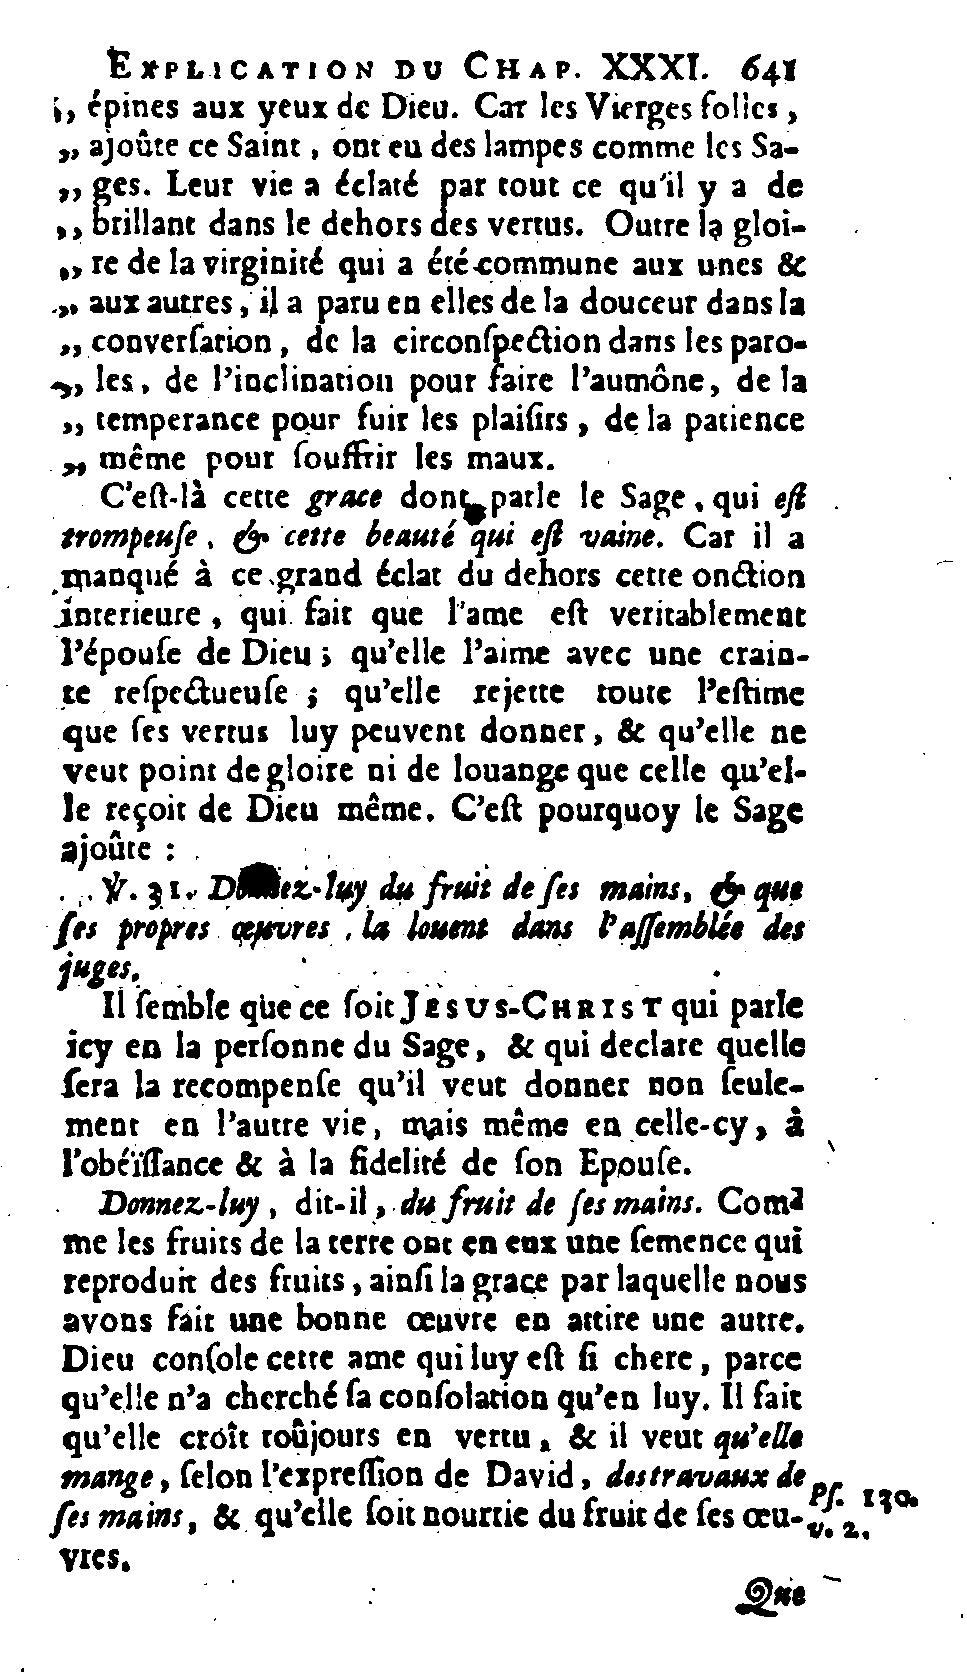 EXPLICATION DU CHAP. XXXI. 641
„ épines aux yeux de Dieu. Car les Vierges folles,
„ ajoûte ce Saint, ont eu des lampes comme les Sa-
„ ges. Leur vie a éclaté par tout ce qu'il y a de
„ brillant dans le dehors des vertus. Outre la gloi-
„ re de la virginité qui a été commune aux unes &
„ aux autres, il a paru en elles de la douceur dans la
„ converſation, de la circonſpection dans les paro-
„ les, de l'inclination pour faire l'aumône, de la
„ temperance pour fuir les plaiſirs, de la patience
„ même pour ſouffrir les maux.
C'eſt-là cette grace dont parle le Sage, qui eſt
trompeuſe, & cette beauté qui eſt vaine. Car il a
manqué à ce grand éclat du dehors cette onction
interieure, qui fait que l'ame eſt veritablement
l'épouſe de Dieu; qu'elle l'aime avec une crain-
te reſpectueuſe; qu'elle rejette toute l'eſtime
que ſes vertus luy peuvent donner, & qu'elle ne
veut point de gloire ni de louange que celle qu'el-
le reçoit de Dieu même. C'eſt pourquoy le Sage
ajoûte :
℣. 31. Donnez-luy du fruit de ſes mains, & que
ſes propres œuvres la louent dans l'aſſemblée des
juges.
Il ſemble que ce ſoit JESUS-CHRIST qui parle
icy en la perſonne du Sage, & qui declare quelle
ſera la recompenſe qu'il veut donner non ſeule-
ment en l'autre vie, mais même en celle-cy, à
l'obéïſſance & à la fidelité de ſon Epouſe.
Donnez-luy, dit-il, du fruit de ſes mains. Com-
me les fruits de la terre ont en eux une ſemence qui
reproduit des fruits, ainſi la grace par laquelle nous
avons fait une bonne œuvre en attire une autre.
Dieu conſole cette ame qui luy eſt ſi chere, parce
qu'elle n'a cherché ſa conſolation qu'en luy. Il fait
qu'elle croît toûjours en vertu, & il veut qu'elle
mange, ſelon l'expreſſion de David, des travaux de
ſes mains, & qu'elle ſoit nourrie du fruit de ſes œu-
vres.
Pſ. 130.
v. 2.
Que